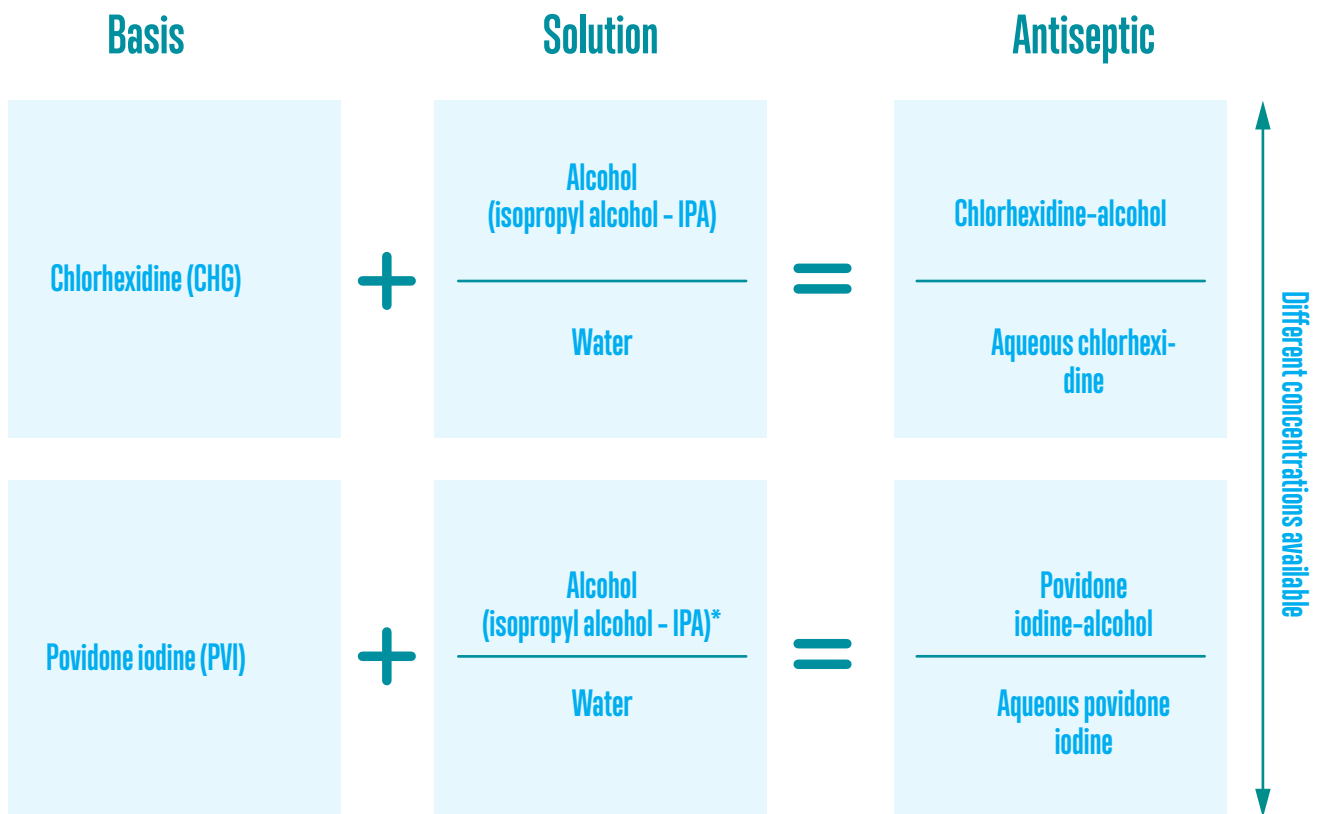 Basis
Solution
Antiseptic
Chlorhexidine (CHG)
+
Alcohol
(isopropyl alcohol - IPA)
Water
=
Chlorhexidine-alcohol
Aqueous chlorhexi-
dine
Povidone iodine (PVI)
+
Alcohol
(isopropyl alcohol - IPA)*
Water
=
Povidone
iodine-alcohol
Aqueous povidone
iodine
Different concentrations available